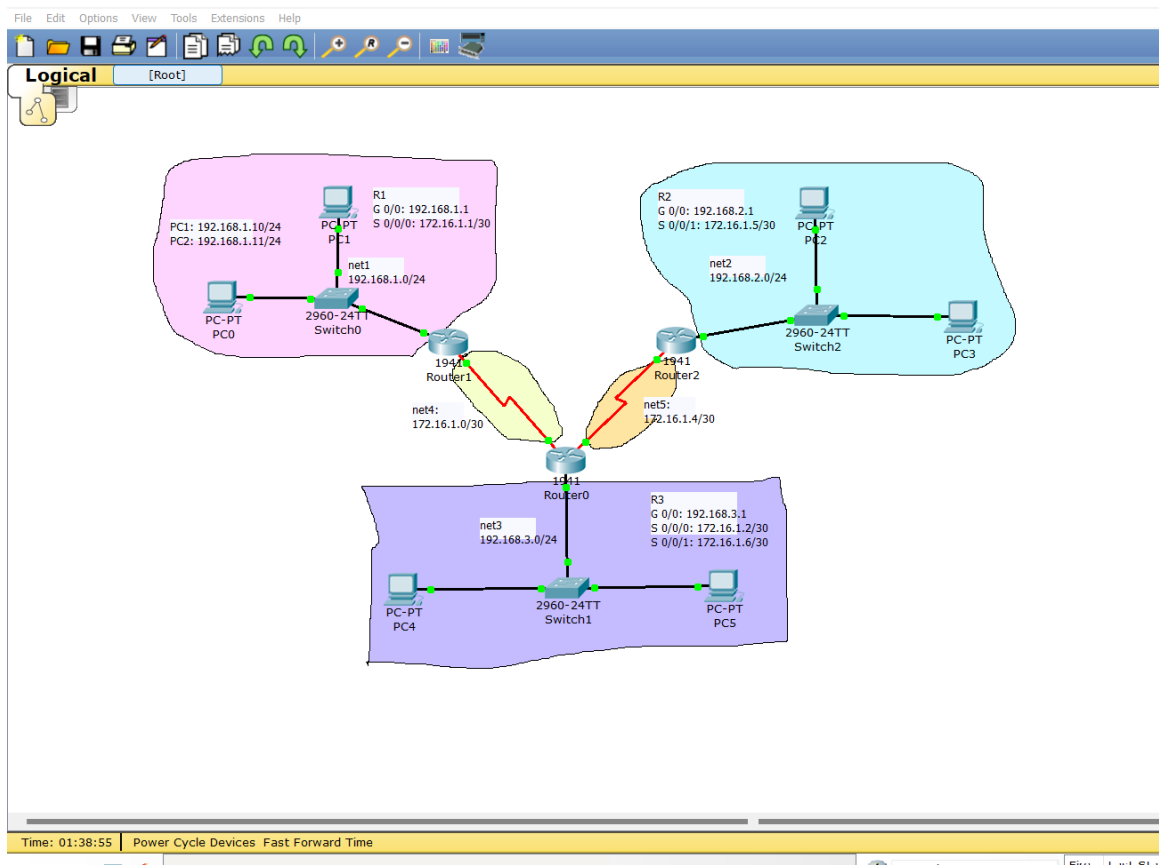 File Edit Options View Tools Extensions Help
Logical [Root]
R1
G 0/0: 192.168.1.1
S 0/0/0: 172.16.1.1/30
PC1: 192.168.1.10/24
PC2: 192.168.1.11/24
PC-PT
PC1
net1
192.168.1.0/24
PC-PT
PC0
2960-24TT
Switch0
1941
Router1
R2
G 0/0: 192.168.2.1
S 0/0/1: 172.16.1.5/30
PC-PT
PC2
net2
192.168.2.0/24
2960-24TT
Switch2
PC-PT
PC3
1941
Router2
net4:
172.16.1.0/30
net5:
172.16.1.4/30
1941
Router0
R3
G 0/0: 192.168.3.1
S 0/0/0: 172.16.1.2/30
S 0/0/1: 172.16.1.6/30
net3
192.168.3.0/24
PC-PT
PC4
2960-24TT
Switch1
PC-PT
PC5
Time: 01:38:55 Power Cycle Devices Fast Forward Time